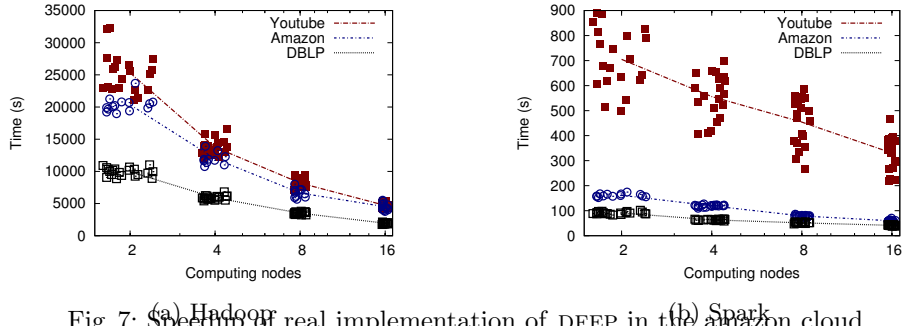 35000
30000
25000
20000
15000
10000
5000
0
Time (s)
2
4
8
16
Computing nodes
Youtube
Amazon
DBLP
(a) Hadoop
900
800
700
600
500
400
300
200
100
0
Time (s)
2
4
8
16
Computing nodes
Youtube
Amazon
DBLP
(b) Spark
Fig. 7: Speedup of real implementation of DFEP in the amazon cloud